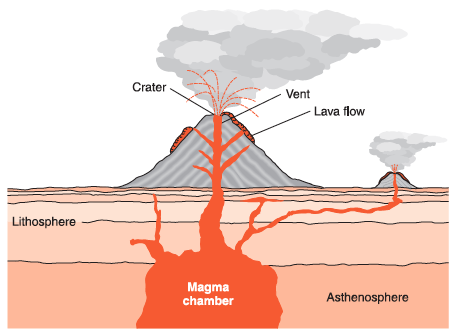 Crater
Vent
Lava flow
Lithosphere
Magma
chamber
Asthenosphere